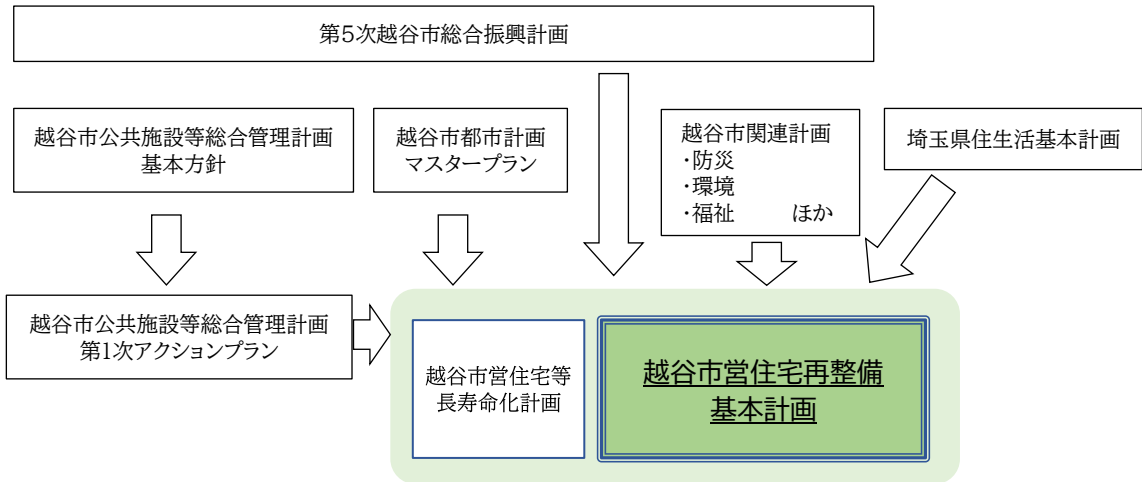 第5次越谷市総合振興計画
越谷市公共施設等総合管理計画
基本方針
越谷市都市計画
マスタープラン
越谷市関連計画
・防災
・環境
・福祉　　ほか
埼玉県住生活基本計画
越谷市公共施設等総合管理計画
第1次アクションプラン
越谷市営住宅等
長寿命化計画
越谷市営住宅再整備
基本計画